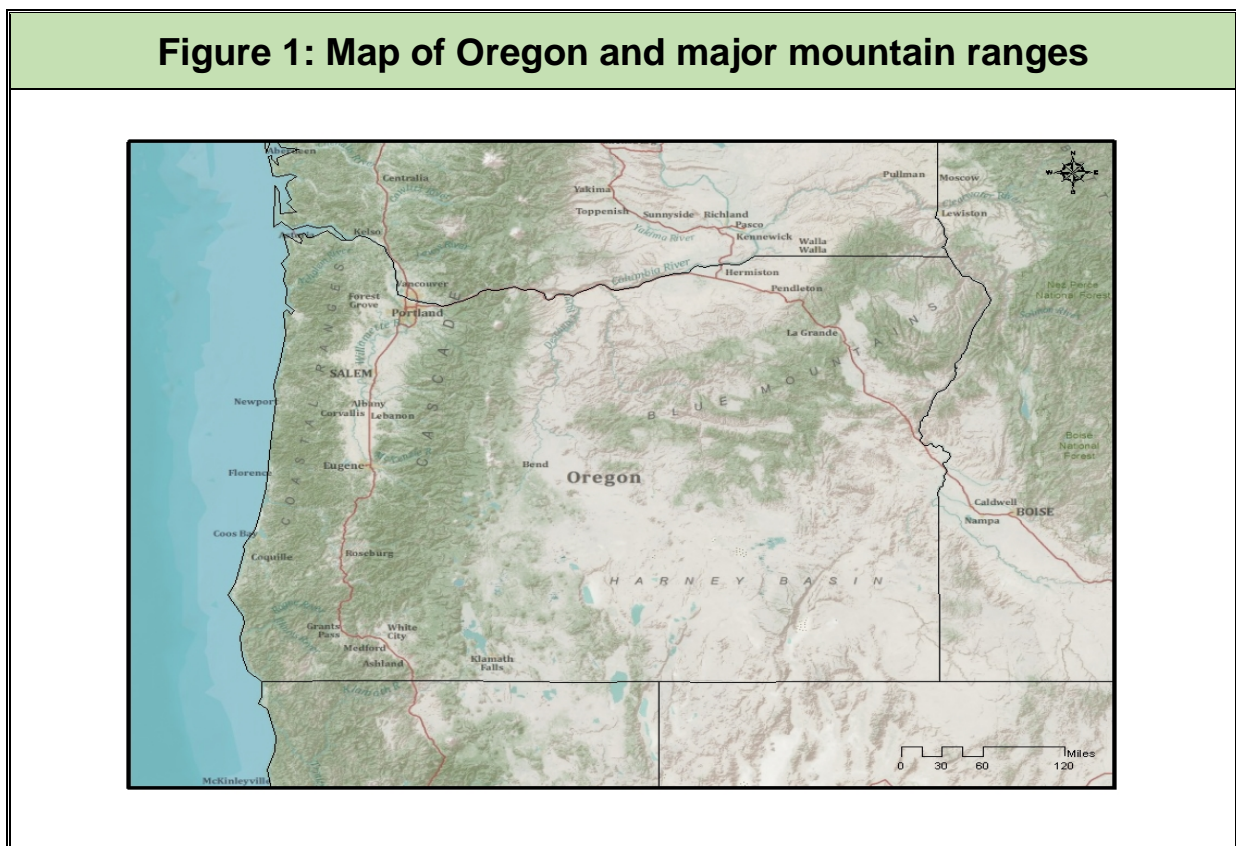 Figure 1: Map of Oregon and major mountain ranges
Aberdeen
Centralia
Pullman
Moscow
N
W
E
Yakima
Lewiston
Toppenish
Sunnyside
Richland
Pasco
Kennewick
Yakima River
Walla
Walla
Kelso
Columbia River
Hermiston
Vancouver
Pendleton
Forest
Grove
Portland
Nez Perce
National Forest
La Grande
COASTAL RANGES
CASCADE
BLUE MOUNTAINS
SALEM
Newport
Albany
Corvallis
Lebanon
Boise
National
Forest
Florence
Eugene
Bend
Oregon
Caldwell
BOISE
Nampa
Coos Bay
Coquille
Roseburg
HARNEY BASIN
Grants
Pass
White
City
Medford
Ashland
Klamath
Falls
Miles
0 30 60 120
McKinleyville